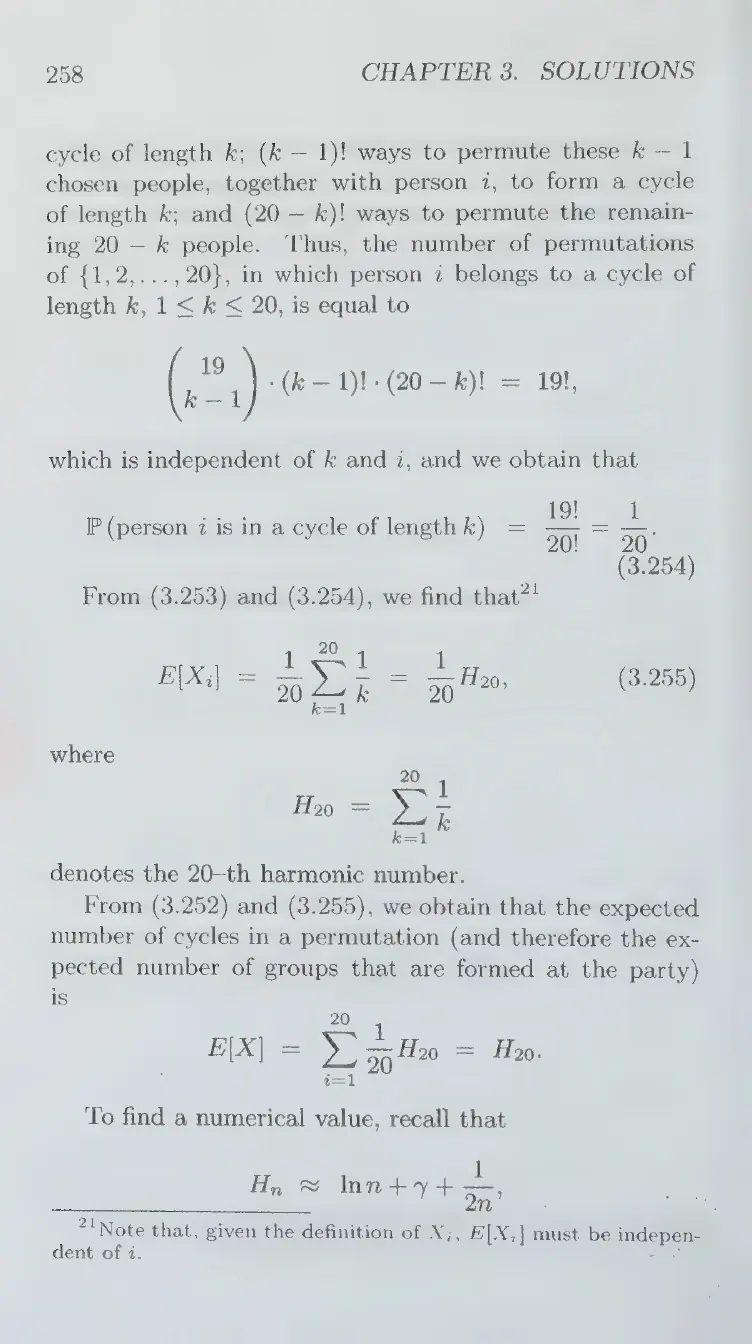 258 CHAPTER 3. SOLUTIONS
cycle of length k; (k − 1)! ways to permute these k − 1
chosen people, together with person i, to form a cycle
of length k; and (20 − k)! ways to permute the remain-
ing 20 − k people. Thus, the number of permutations
of {1, 2, . . . , 20}, in which person i belongs to a cycle of
length k, 1 ≤ k ≤ 20, is equal to
(19 choose k − 1) · (k − 1)! · (20 − k)! = 19!,
which is independent of k and i, and we obtain that
ℙ(person i is in a cycle of length k) = 19!/20! = 1/20.
(3.254)
From (3.253) and (3.254), we find that²¹
E[Xᵢ] = 1/20 ∑_{k=1}^{20} 1/k = 1/20 H₂₀, (3.255)
where
H₂₀ = ∑_{k=1}^{20} 1/k
denotes the 20–th harmonic number.
From (3.252) and (3.255), we obtain that the expected
number of cycles in a permutation (and therefore the ex-
pected number of groups that are formed at the party)
is
E[X] = ∑_{i=1}^{20} 1/20 H₂₀ = H₂₀.
To find a numerical value, recall that
Hₙ ≈ ln n + γ + 1/2n,
²¹Note that, given the definition of Xᵢ, E[Xᵢ] must be indepen-
dent of i.